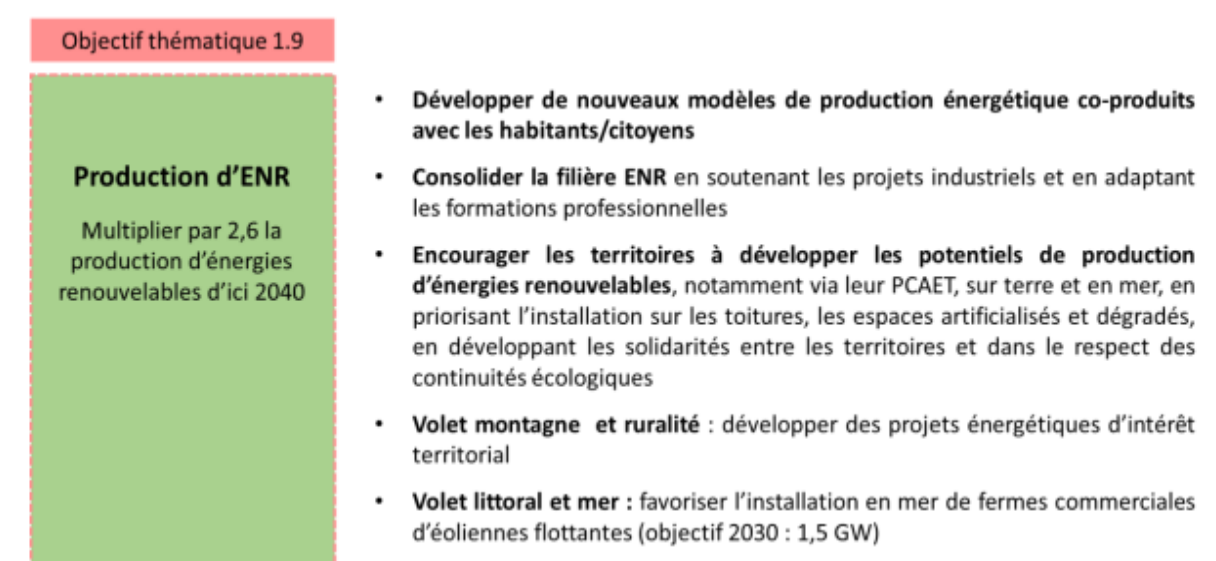 Objectif thématique 1.9
Production d'ENR
Multiplier par 2,6 la
production d'énergies
renouvelables d'ici 2040
• Développer de nouveaux modèles de production énergétique co-produits
avec les habitants/citoyens
• Consolider la filière ENR en soutenant les projets industriels et en adaptant
les formations professionnelles
• Encourager les territoires à développer les potentiels de production
d'énergies renouvelables, notamment via leur PCAET, sur terre et en mer, en
priorisant l'installation sur les toitures, les espaces artificialisés et dégradés,
en développant les solidarités entre les territoires et dans le respect des
continuités écologiques
• Volet montagne et ruralité : développer des projets énergétiques d'intérêt
territorial
• Volet littoral et mer : favoriser l'installation en mer de fermes commerciales
d'éoliennes flottantes (objectif 2030 : 1,5 GW)